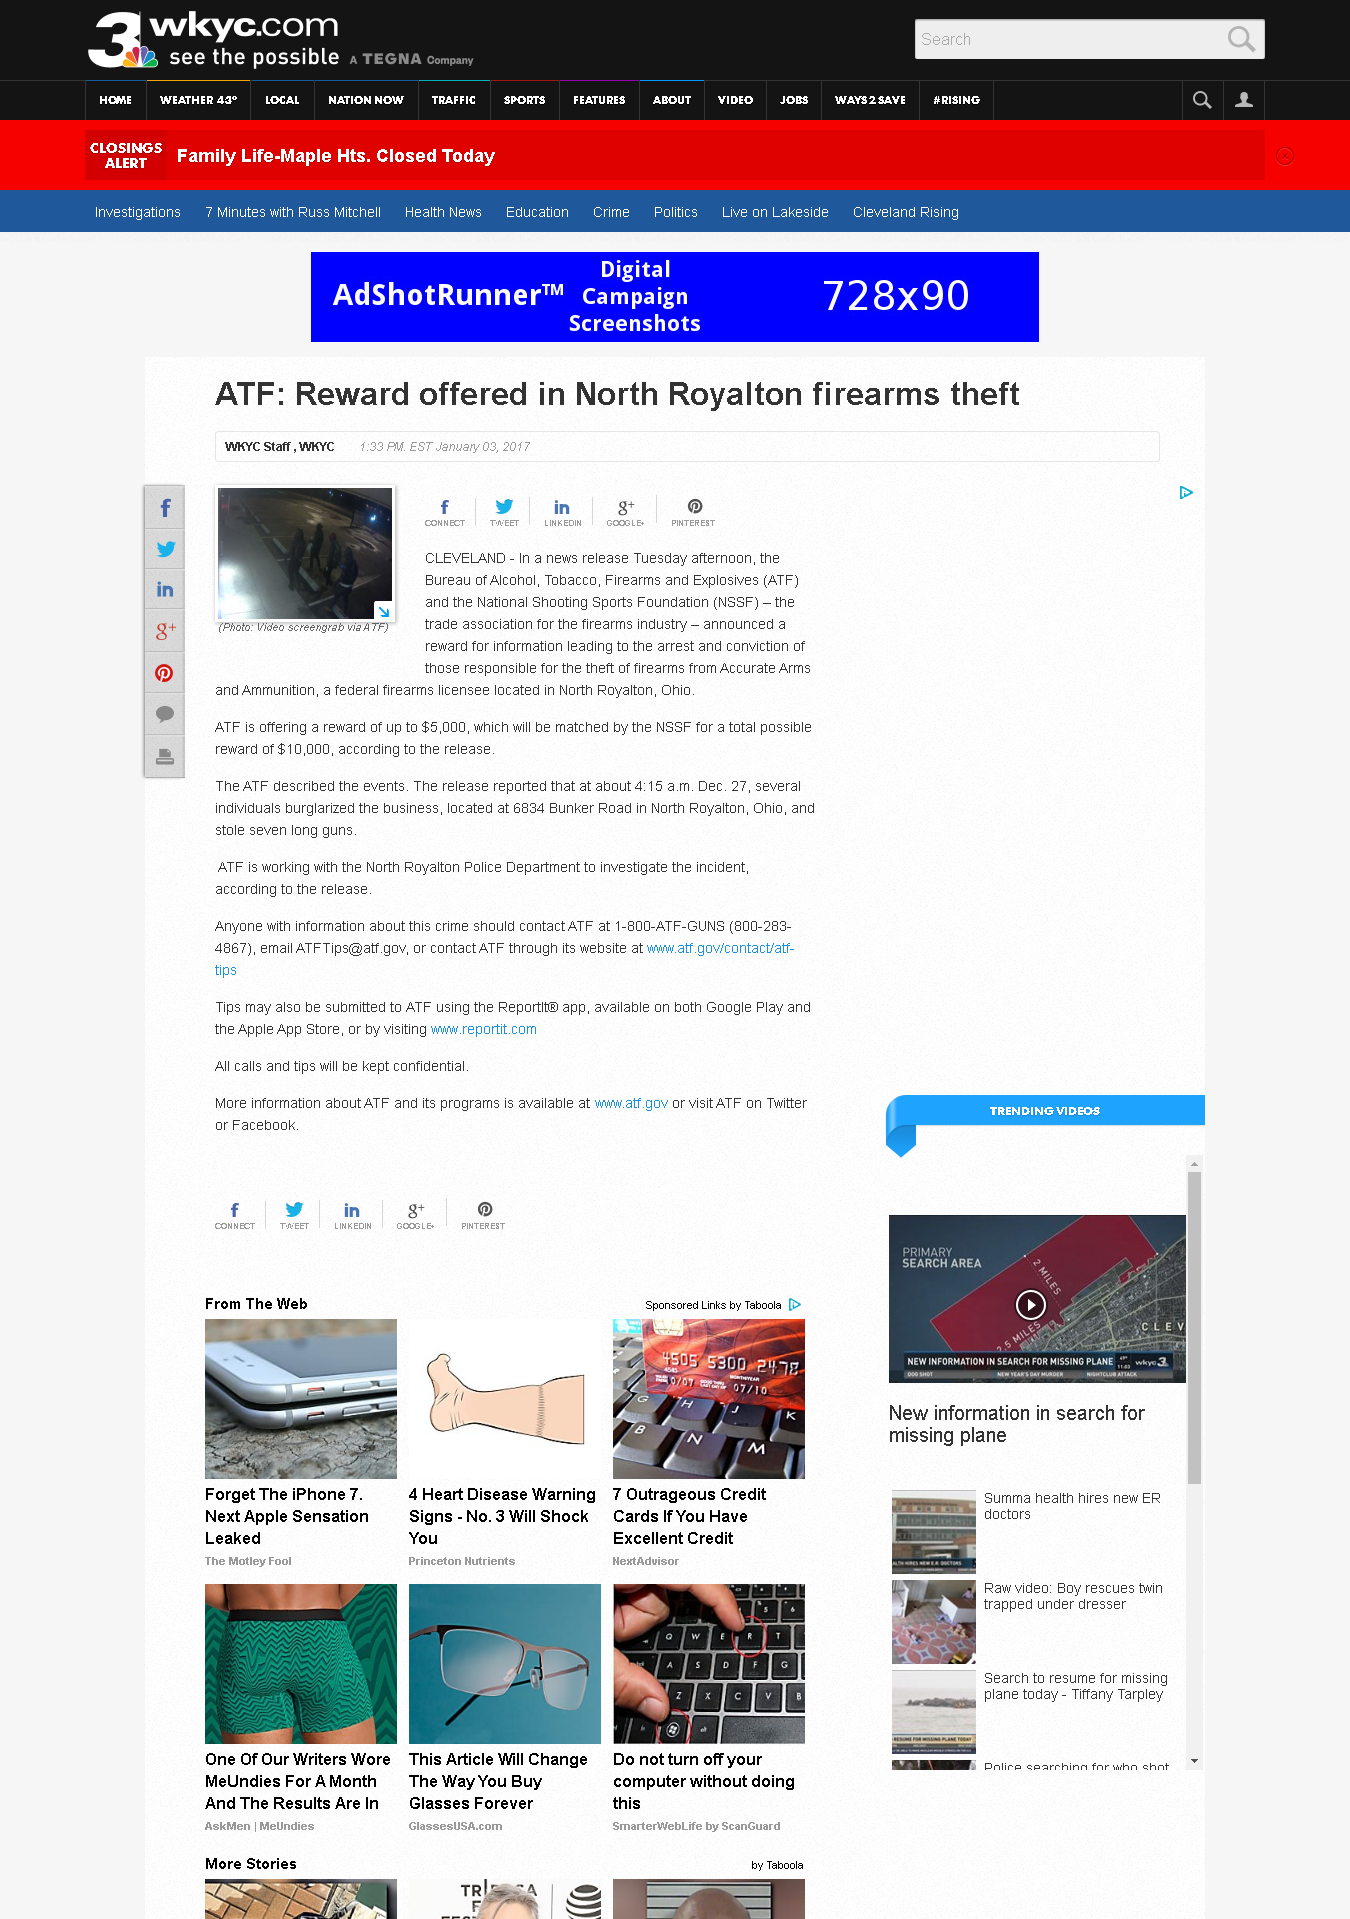 3 wkyc.com
see the possible A TEGNA Company
Search
HOME WEATHER 43° LOCAL NATION NOW TRAFFIC SPORTS FEATURES ABOUT VIDEO JOBS WAYS 2 SAVE #RISING
CLOSINGS
ALERT
Family Life-Maple Hts. Closed Today
Investigations 7 Minutes with Russ Mitchell Health News Education Crime Politics Live on Lakeside Cleveland Rising
AdShotRunner™
Digital
Campaign
Screenshots
728x90
ATF: Reward offered in North Royalton firearms theft
WKYC Staff , WKYC 1:33 PM. EST January 03, 2017
(Photo: Video screengrab via ATF)
CONNECT TWEET LINKEDIN GOOGLE+ PINTEREST
CLEVELAND - In a news release Tuesday afternoon, the
Bureau of Alcohol, Tobacco, Firearms and Explosives (ATF)
and the National Shooting Sports Foundation (NSSF) – the
trade association for the firearms industry – announced a
reward for information leading to the arrest and conviction of
those responsible for the theft of firearms from Accurate Arms
and Ammunition, a federal firearms licensee located in North Royalton, Ohio.
ATF is offering a reward of up to $5,000, which will be matched by the NSSF for a total possible
reward of $10,000, according to the release.
The ATF described the events. The release reported that at about 4:15 a.m. Dec. 27, several
individuals burglarized the business, located at 6834 Bunker Road in North Royalton, Ohio, and
stole seven long guns.
ATF is working with the North Royalton Police Department to investigate the incident,
according to the release.
Anyone with information about this crime should contact ATF at 1-800-ATF-GUNS (800-283-
4867), email ATFTips@atf.gov, or contact ATF through its website at www.atf.gov/contact/atf-
tips
Tips may also be submitted to ATF using the ReportIt® app, available on both Google Play and
the Apple App Store, or by visiting www.reportit.com
All calls and tips will be kept confidential.
More information about ATF and its programs is available at www.atf.gov or visit ATF on Twitter
or Facebook.
CONNECT TWEET LINKEDIN GOOGLE+ PINTEREST
From The Web
Sponsored Links by Taboola
4505 5300 2478
Forget The iPhone 7.
Next Apple Sensation
Leaked
The Motley Fool
4 Heart Disease Warning
Signs - No. 3 Will Shock
You
Princeton Nutrients
7 Outrageous Credit
Cards If You Have
Excellent Credit
NextAdvisor
One Of Our Writers Wore
MeUndies For A Month
And The Results Are In
AskMen | MeUndies
This Article Will Change
The Way You Buy
Glasses Forever
GlassesUSA.com
Do not turn off your
computer without doing
this
SmarterWebLife by ScanGuard
More Stories
by Taboola
TRENDING VIDEOS
PRIMARY
SEARCH AREA
2 MILES
2.5 MILES
CLEV
NEW INFORMATION IN SEARCH FOR MISSING PLANE wkyc 3
DOG SHOT NEW YEAR'S DAY MURDER NIGHTCLUB ATTACK
New information in search for
missing plane
Summa health hires new ER
doctors
Raw video: Boy rescues twin
trapped under dresser
Search to resume for missing
plane today - Tiffany Tarpley
Police searching for who shot